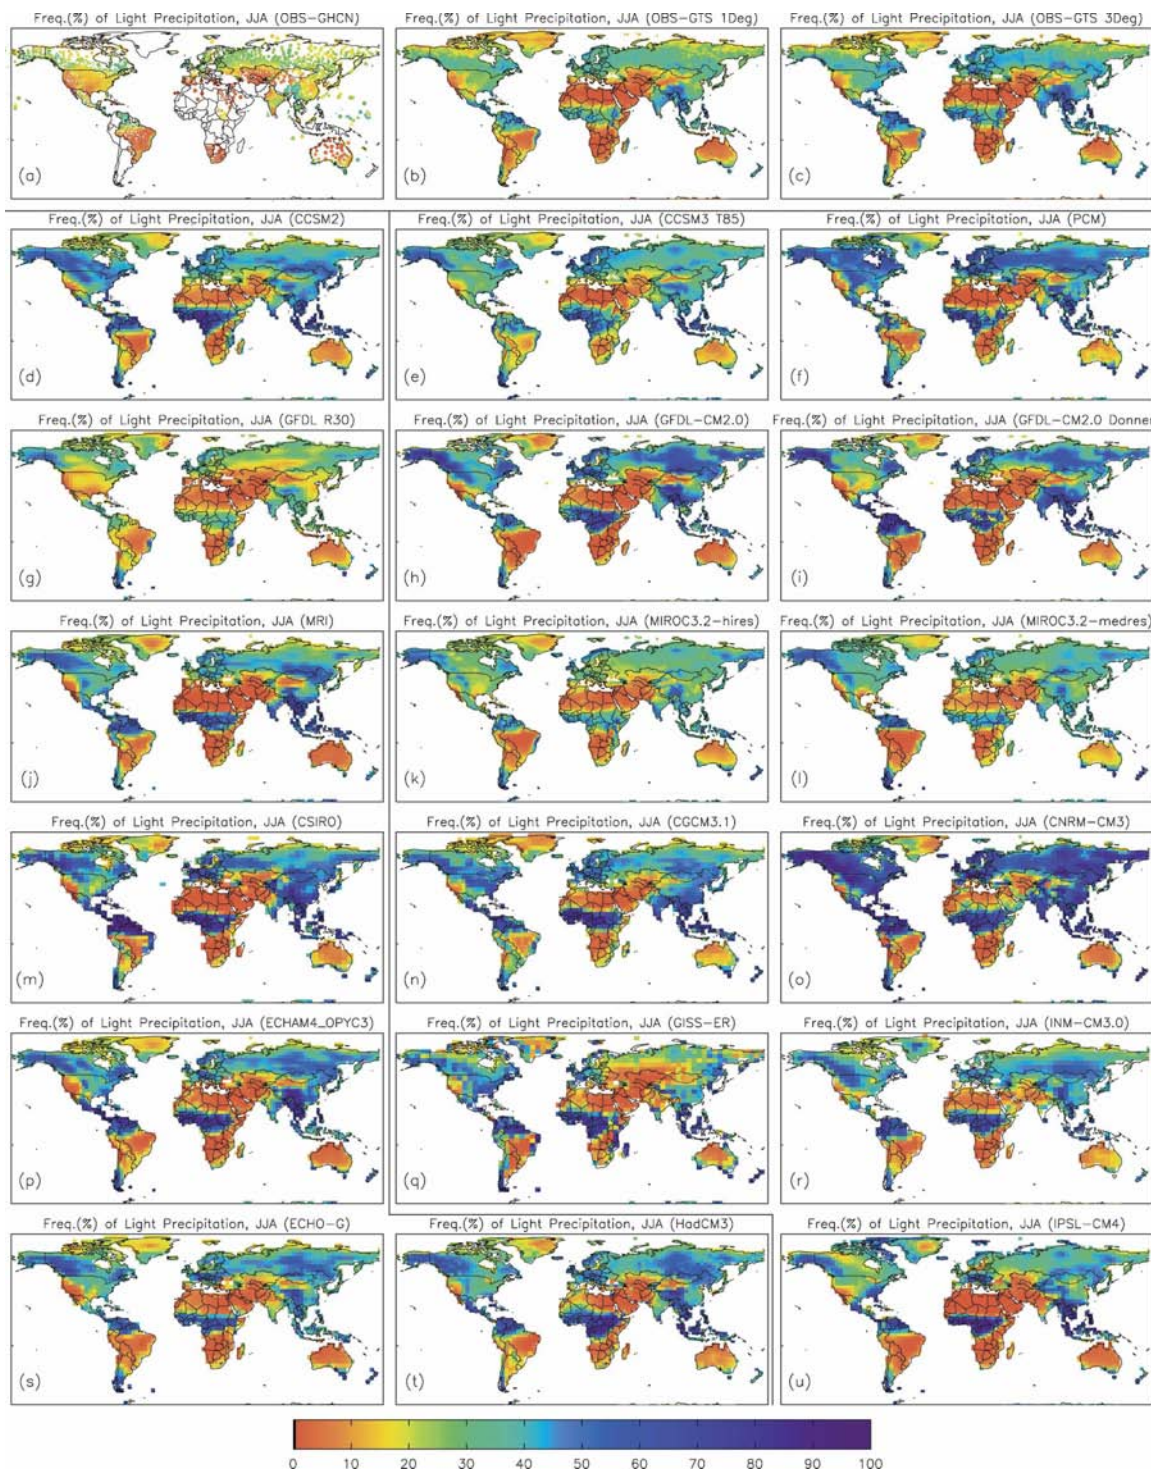 Freq.(%) of Light Precipitation, JJA (OBS-GHCN)
Freq.(%) of Light Precipitation, JJA (OBS-GTS 1Deg)
Freq.(%) of Light Precipitation, JJA (OBS-GTS 3Deg)
(a)
(b)
(c)
Freq.(%) of Light Precipitation, JJA (CCSM2)
Freq.(%) of Light Precipitation, JJA (CCSM3 T85)
Freq.(%) of Light Precipitation, JJA (PCM)
(d)
(e)
(f)
Freq.(%) of Light Precipitation, JJA (GFDL R30)
Freq.(%) of Light Precipitation, JJA (GFDL-CM2.0)
Freq.(%) of Light Precipitation, JJA (GFDL-CM2.0 Donner
(g)
(h)
(i)
Freq.(%) of Light Precipitation, JJA (MRI)
Freq.(%) of Light Precipitation, JJA (MIROC3.2-hires)
Freq.(%) of Light Precipitation, JJA (MIROC3.2-medres)
(j)
(k)
(l)
Freq.(%) of Light Precipitation, JJA (CSIRO)
Freq.(%) of Light Precipitation, JJA (CGCM3.1)
Freq.(%) of Light Precipitation, JJA (CNRM-CM3)
(m)
(n)
(o)
Freq.(%) of Light Precipitation, JJA (ECHAM4_OPYC3)
Freq.(%) of Light Precipitation, JJA (GISS-ER)
Freq.(%) of Light Precipitation, JJA (INM-CM3.0)
(p)
(q)
(r)
Freq.(%) of Light Precipitation, JJA (ECHO-G)
Freq.(%) of Light Precipitation, JJA (HadCM3)
Freq.(%) of Light Precipitation, JJA (IPSL-CM4)
(s)
(t)
(u)
0 10 20 30 40 50 60 70 80 90 100